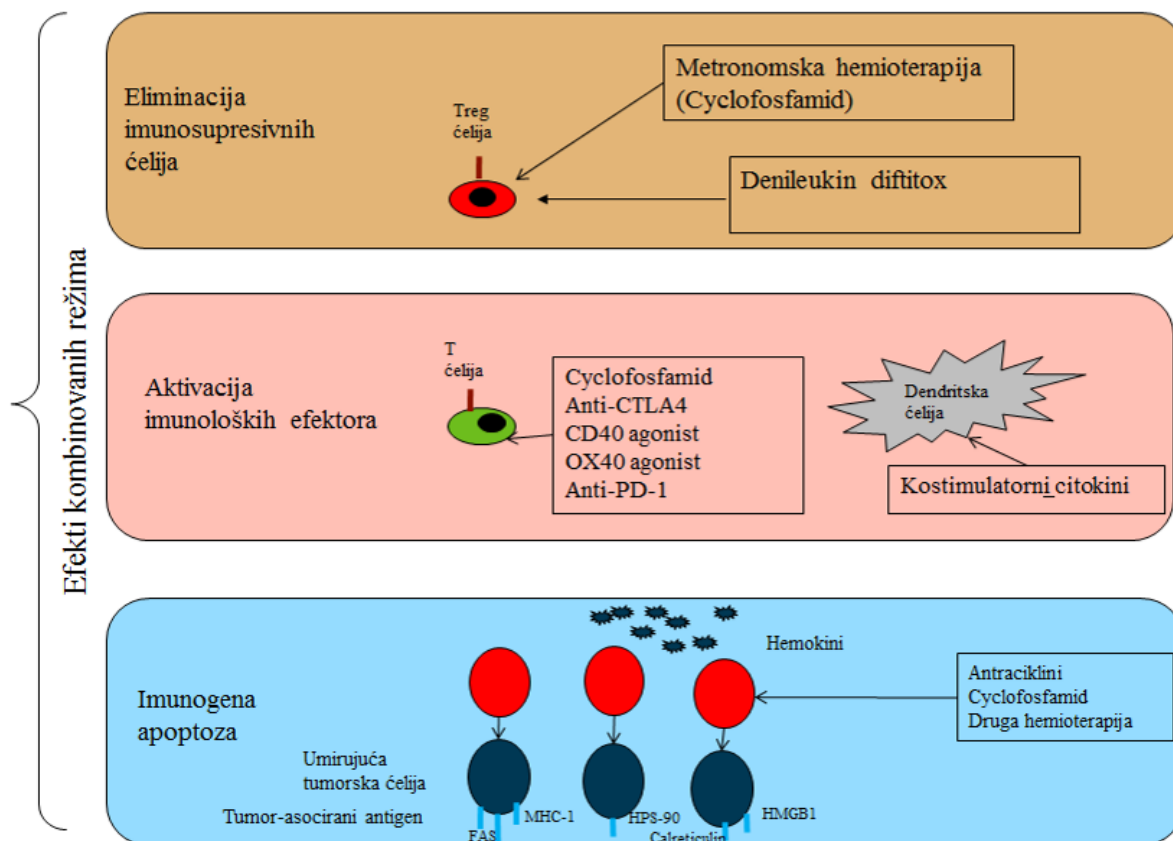 Efekti kombinovanih režima
Eliminacija
imunosupresivnih
ćelija
Treg
ćelija
Metronomska hemioterapija
(Cyclofosfamid)
Denileukin diftitox
Aktivacija
imunoloških efektora
T
ćelija
Cyclofosfamid
Anti-CTLA4
CD40 agonist
OX40 agonist
Anti-PD-1
Dendritska
ćelija
Kostimulatorni citokini
Imunogena
apoptoza
Hemokini
Antraciklini
Cyclofosfamid
Druga hemioterapija
Umirujuća
tumorska ćelija
Tumor-asocirani antigen
FAS
MHC-1
HPS-90
Calreticulin
HMGB1